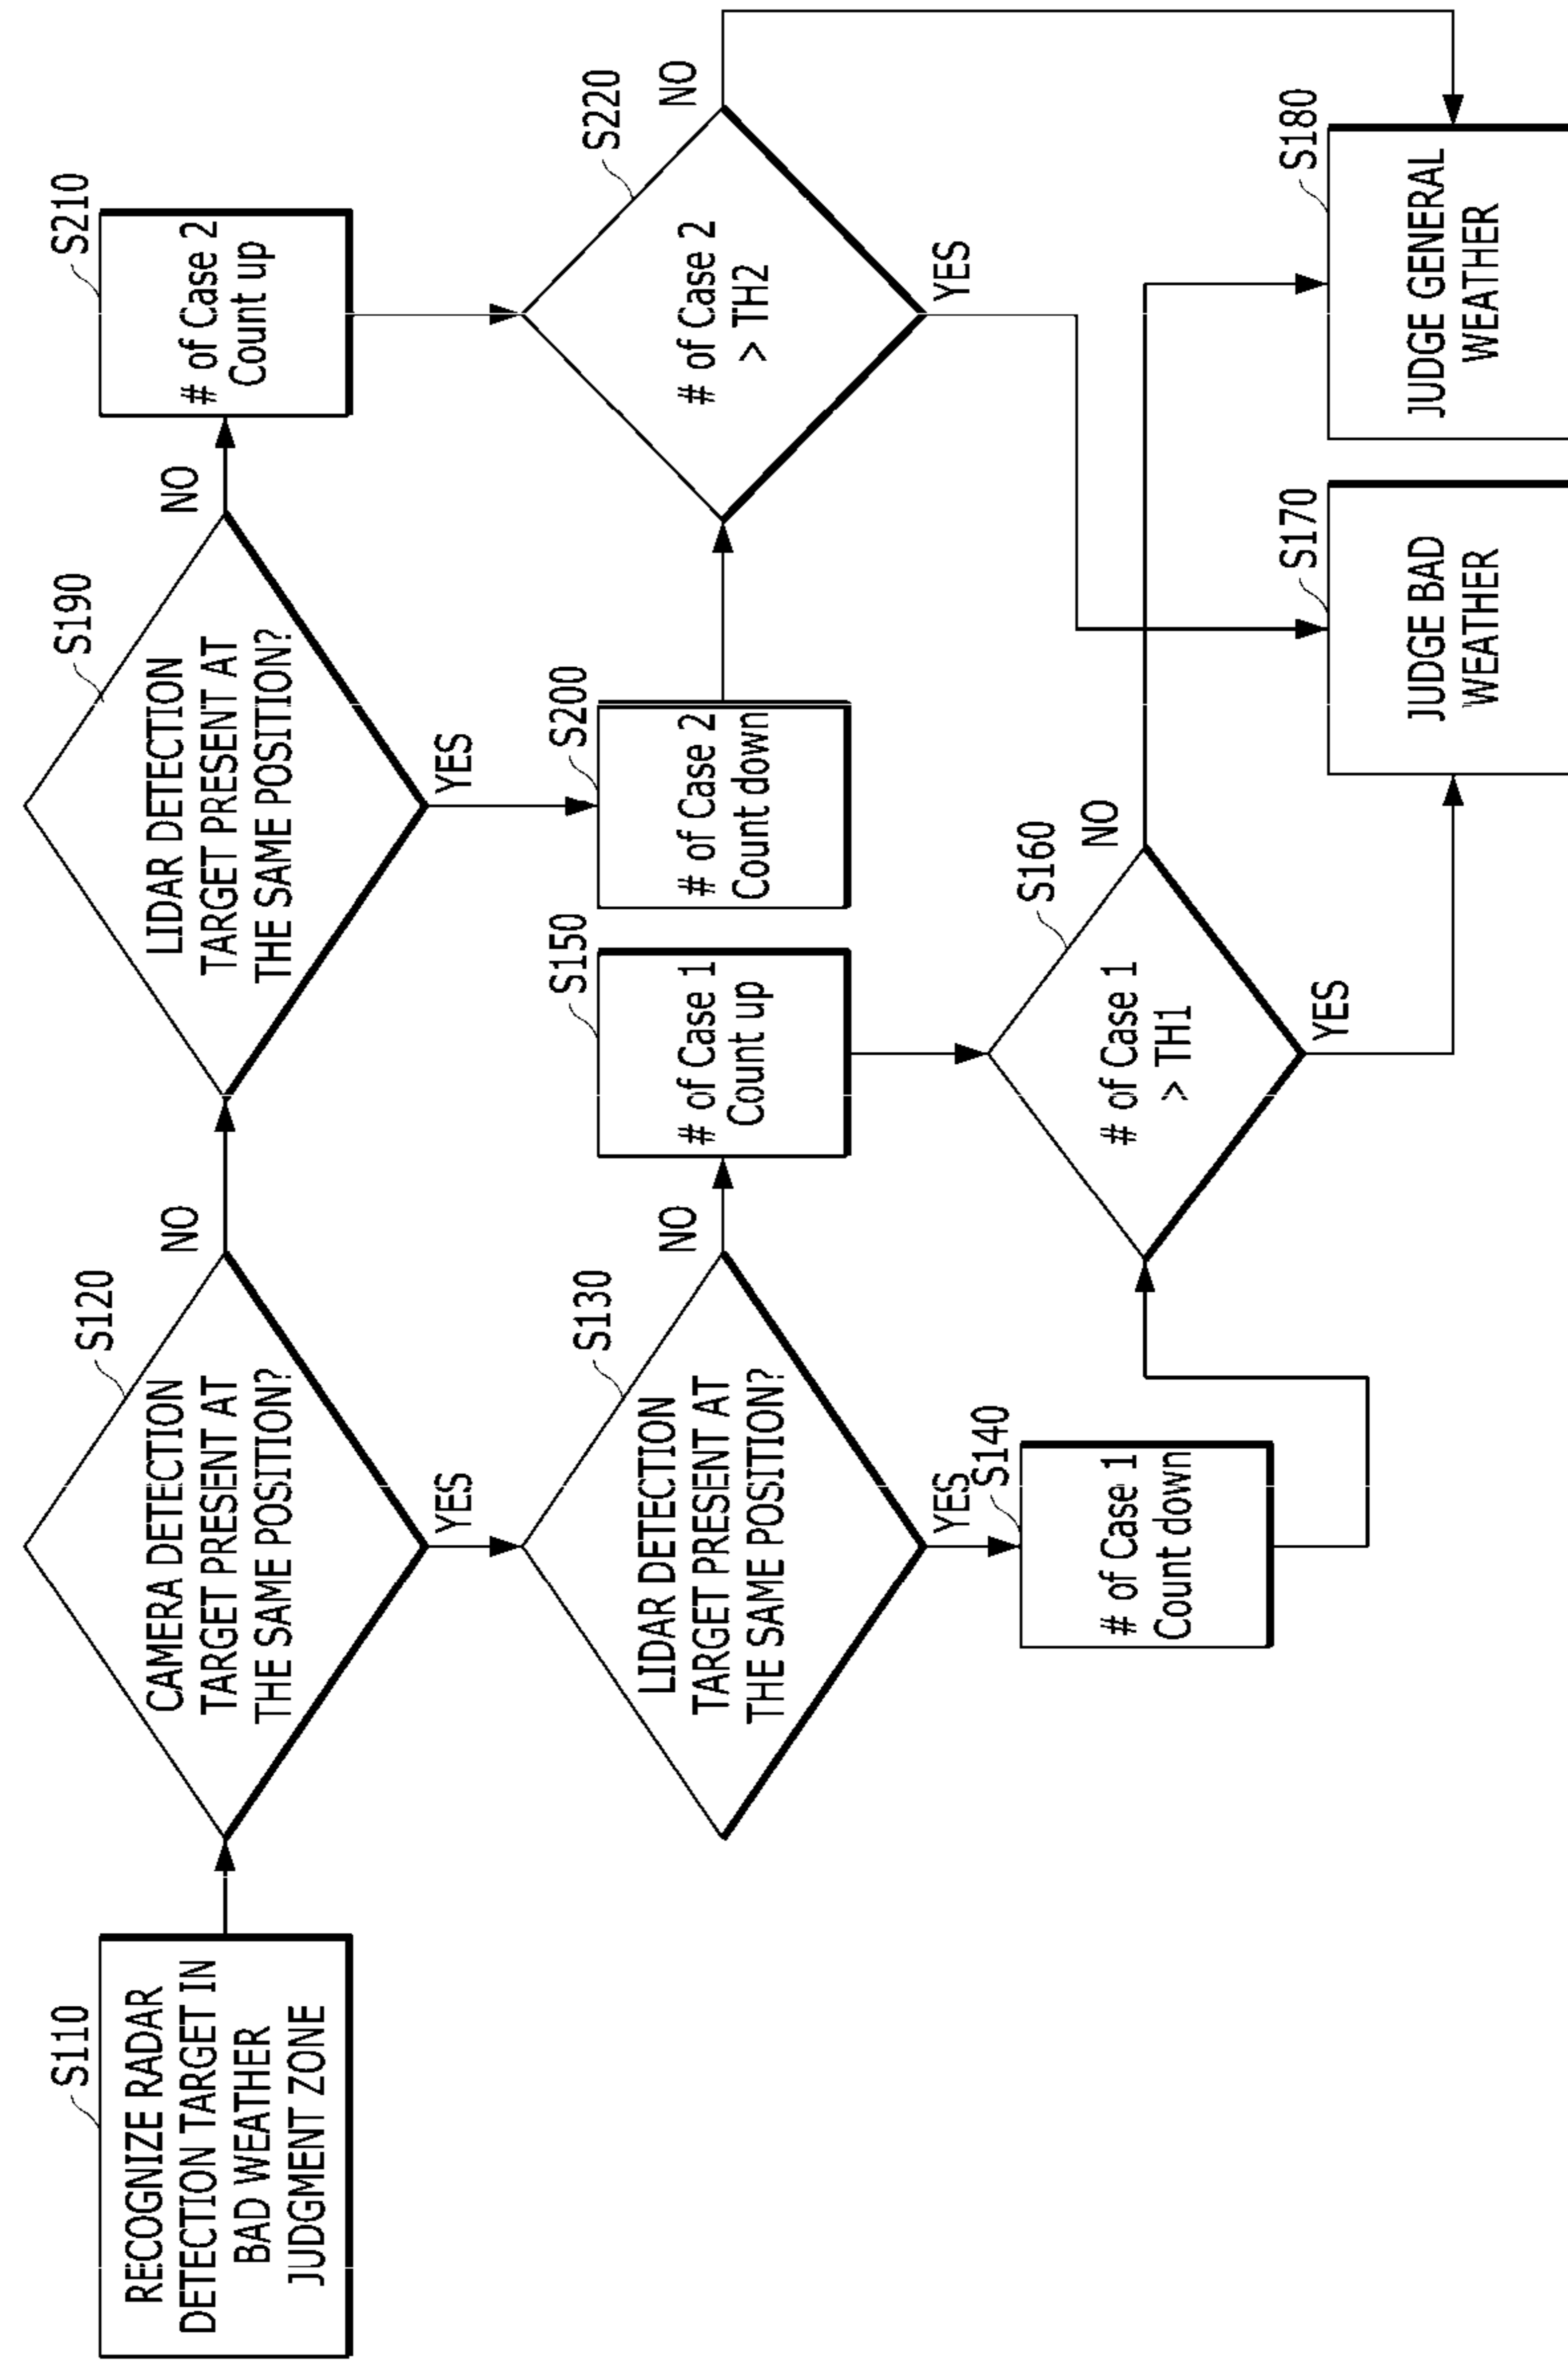 S110
RECOGNIZE RADAR
DETECTION TARGET IN
BAD WEATHER
JUDGMENT ZONE
S120
CAMERA DETECTION
TARGET PRESENT AT
THE SAME POSITION?
NO
YES
S190
LIDAR DETECTION
TARGET PRESENT AT
THE SAME POSITION?
NO
YES
S210
# of Case 2
Count up
S130
LIDAR DETECTION
TARGET PRESENT AT
THE SAME POSITION?
NO
YES
S150
# of Case 1
Count up
S200
# of Case 2
Count down
S220
# of Case 2
> TH2
NO
YES
S140
# of Case 1
Count down
S160
# of Case 1
> TH1
NO
YES
S170
JUDGE BAD
WEATHER
S180
JUDGE GENERAL
WEATHER